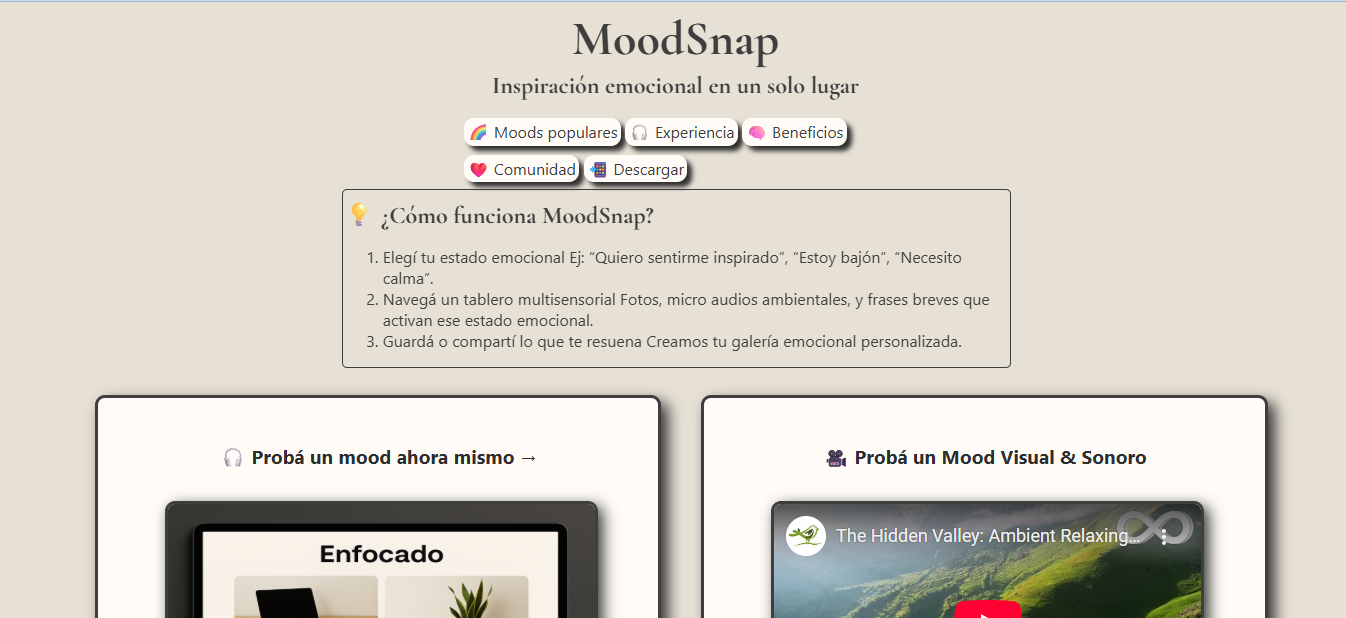 MoodSnap
Inspiración emocional en un solo lugar
🌈 Moods populares 🎧 Experiencia 🧠 Beneficios
❤️ Comunidad 📲 Descargar
💡 ¿Cómo funciona MoodSnap?
1. Elegí tu estado emocional Ej: “Quiero sentirme inspirado”, “Estoy bajón”, “Necesito
calma”.
2. Navegá un tablero multisensorial Fotos, micro audios ambientales, y frases breves que
activan ese estado emocional.
3. Guardá o compartí lo que te resuena Creamos tu galería emocional personalizada.
🎧 Probá un mood ahora mismo →
Enfocado
🎥 Probá un Mood Visual & Sonoro
The Hidden Valley: Ambient Relaxing...